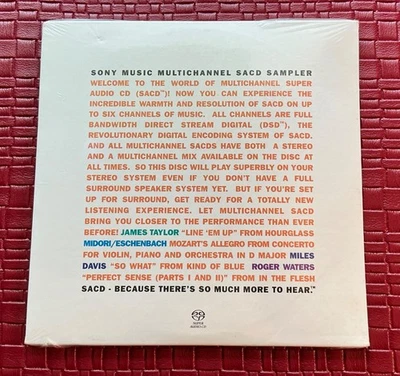 SONY MUSIC MULTICHANNEL SACD SAMPLER
WELCOME TO THE WORLD OF MULTICHANNEL SUPER
AUDIO CD (SACD™)! NOW YOU CAN EXPERIENCE THE
INCREDIBLE WARMTH AND RESOLUTION OF SACD ON UP
TO SIX CHANNELS OF MUSIC. ALL CHANNELS ARE FULL
BANDWIDTH DIRECT STREAM DIGITAL (DSD™), THE
REVOLUTIONARY DIGITAL ENCODING SYSTEM OF SACD.
AND ALL MULTICHANNEL SACDS HAVE BOTH A STEREO
AND A MULTICHANNEL MIX AVAILABLE ON THE DISC AT
ALL TIMES. SO THIS DISC WILL PLAY SUPERBLY ON YOUR
STEREO SYSTEM EVEN IF YOU DON'T HAVE A FULL
SURROUND SPEAKER SYSTEM YET. BUT IF YOU'RE SET
UP FOR SURROUND, GET READY FOR A TOTALLY NEW
LISTENING EXPERIENCE. LET MULTICHANNEL SACD
BRING YOU CLOSER TO THE PERFORMANCE THAN EVER
BEFORE! JAMES TAYLOR "LINE 'EM UP" FROM HOURGLASS
MIDORI/ESCHENBACH MOZART'S ALLEGRO FROM CONCERTO
FOR VIOLIN, PIANO AND ORCHESTRA IN D MAJOR MILES
DAVIS "SO WHAT" FROM KIND OF BLUE ROGER WATERS
"PERFECT SENSE (PARTS I AND II)" FROM IN THE FLESH
SACD - BECAUSE THERE'S SO MUCH MORE TO HEAR.™
SUPER AUDIO CD